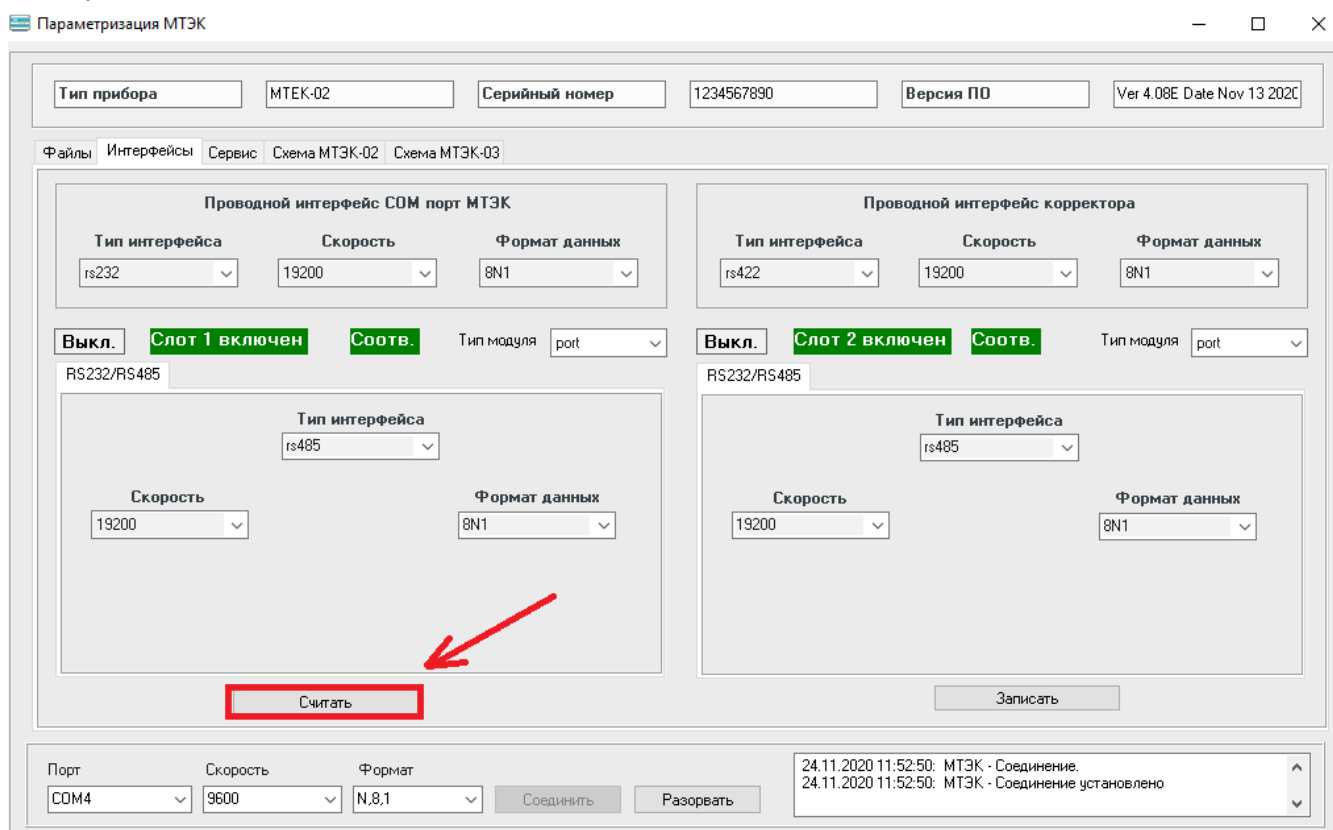 Параметризация МТЭК
Тип прибора MTEK-02 Серийный номер 1234567890 Версия ПО Ver 4.08E Date Nov 13 2020
Файлы Интерфейсы Сервис Схема МТЭК-02 Схема МТЭК-03
Проводной интерфейс COM порт МТЭК
Тип интерфейса Скорость Формат данных
rs232 19200 8N1
Проводной интерфейс корректора
Тип интерфейса Скорость Формат данных
rs422 19200 8N1
Выкл. Слот 1 включен Соотв. Тип модуля port
RS232/RS485
Тип интерфейса
rs485
Скорость Формат данных
19200 8N1
Считать
Выкл. Слот 2 включен Соотв. Тип модуля port
RS232/RS485
Тип интерфейса
rs485
Скорость Формат данных
19200 8N1
Записать
Порт Скорость Формат
COM4 9600 N,8,1 Соединить Разорвать
24.11.2020 11:52:50: МТЭК - Соединение.
24.11.2020 11:52:50: МТЭК - Соединение установлено